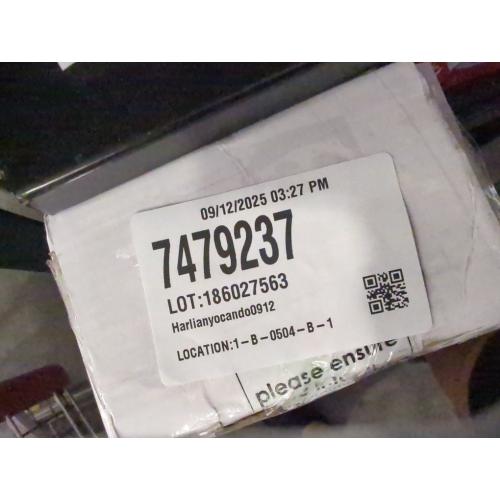 09/12/2025 03:27 PM
7479237
LOT:186027563
Harlianyocando0912
LOCATION:1-B-0504-B-1
please ensure